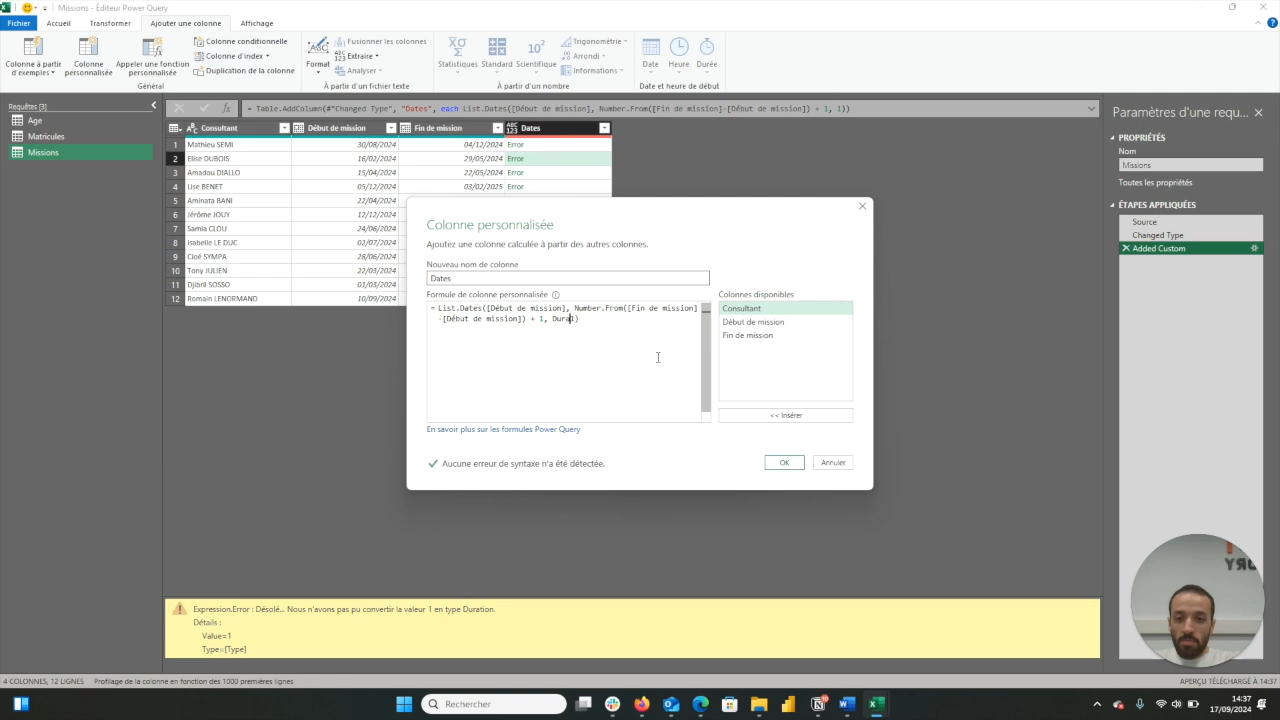 Missions - Éditeur Power Query
Fichier Accueil Transformer Ajouter une colonne Affichage
Colonne à partir d'exemples
Colonne personnalisée
Appeler une fonction personnalisée
Colonne conditionnelle
Colonne d'index
Duplication de la colonne
Général
Format
Fusionner les colonnes
Extraire
Analyser
À partir d'un fichier texte
Statistiques
Standard
Scientifique
Trigonométrie
Arrondi
Informations
À partir d'un nombre
Date
Heure
Durée
Date et heure de début
Requêtes [3]
Age
Matricules
Missions
= Table.AddColumn(#"Changed Type", "Dates", each List.Dates([Début de mission], Number.From([Fin de mission]-[Début de mission]) + 1, 1))
Consultant Début de mission Fin de mission Dates
1 Mathieu SEMI 30/08/2024 04/12/2024 Error
2 Elise DUBOIS 16/02/2024 29/05/2024 Error
3 Amadou DIALLO 15/04/2024 22/05/2024 Error
4 Lise BENET 05/12/2024 03/02/2025 Error
5 Aminata BANI 22/04/2024
6 Jérôme JOUY 12/12/2024
7 Samia CLOU 24/06/2024
8 Isabelle LE DUC 02/07/2024
9 Cloé SYMPA 28/06/2024
10 Tony JULIEN 22/03/2024
11 Djibril SOSSO 01/03/2024
12 Romain LENORMAND 10/09/2024
Colonne personnalisée
Ajoutez une colonne calculée à partir des autres colonnes.
Nouveau nom de colonne
Dates
Formule de colonne personnalisée
= List.Dates([Début de mission], Number.From([Fin de mission]
-[Début de mission]) + 1, Dura1)
Colonnes disponibles
Consultant
Début de mission
Fin de mission
<< Insérer
En savoir plus sur les formules Power Query
Aucune erreur de syntaxe n'a été détectée.
OK Annuler
Paramètres d'une requ...
PROPRIÉTÉS
Nom
Missions
Toutes les propriétés
ÉTAPES APPLIQUÉES
Source
Changed Type
Added Custom
Expression.Error : Désolé... Nous n'avons pas pu convertir la valeur 1 en type Duration.
Détails :
Value=1
Type=[Type]
4 COLONNES, 12 LIGNES Profilage de la colonne en fonction des 1000 premières lignes
APERÇU TÉLÉCHARGÉ À 14:37
Rechercher
14:37
17/09/2024